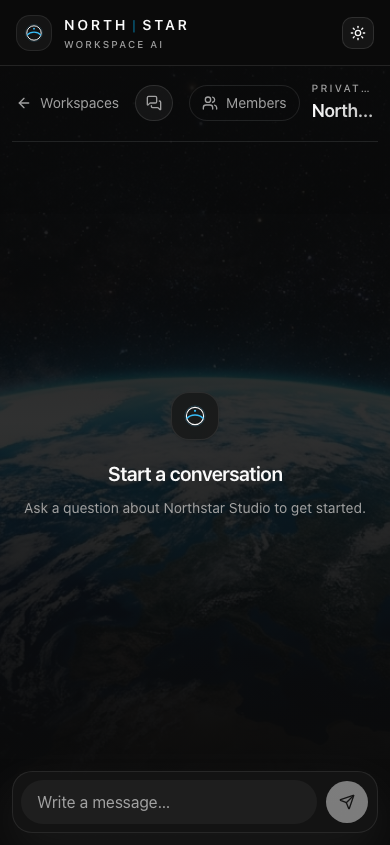 NORTH | STAR
WORKSPACE AI
Workspaces
Members
PRIVAT…
North…
Start a conversation
Ask a question about Northstar Studio to get started.
Write a message...